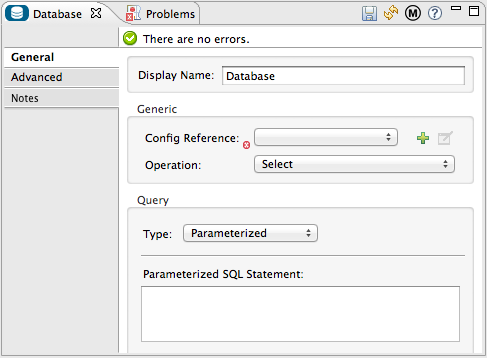 Database Problems
M ?
There are no errors.
General
Advanced
Notes
Display Name: Database
Generic
Config Reference:
Operation: Select
Query
Type: Parameterized
Parameterized SQL Statement: